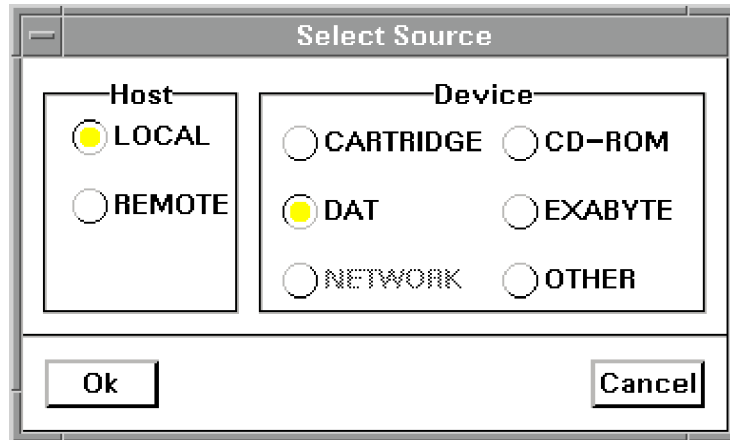 Select Source
Host
LOCAL
REMOTE
Device
CARTRIDGE CD-ROM
DAT EXABYTE
NETWORK OTHER
Ok Cancel